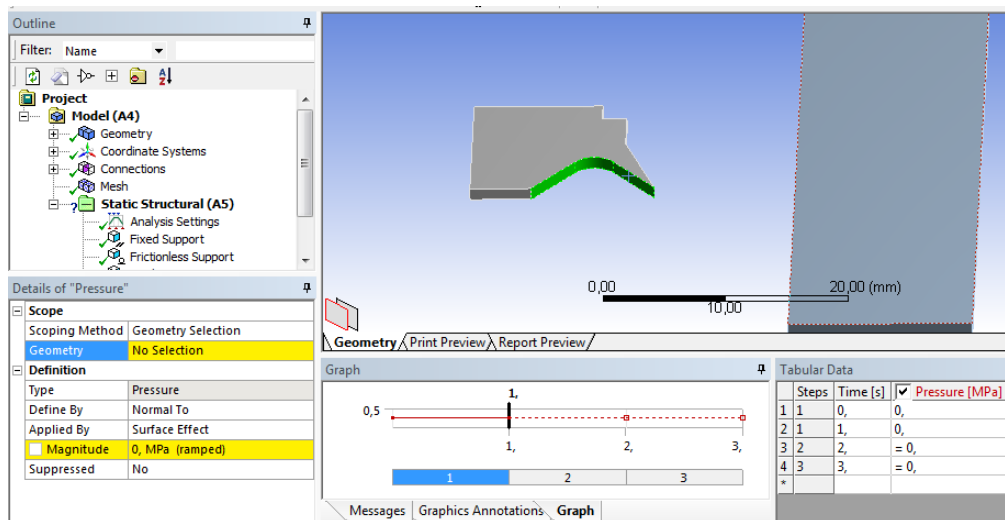 Outline
Filter: Name
Project
Model (A4)
Geometry
Coordinate Systems
Connections
Mesh
Static Structural (A5)
Analysis Settings
Fixed Support
Frictionless Support
Details of "Pressure"
Scope
Scoping Method Geometry Selection
Geometry No Selection
Definition
Type Pressure
Define By Normal To
Applied By Surface Effect
Magnitude 0, MPa (ramped)
Suppressed No
0,00 20,00 (mm)
10,00
Geometry Print Preview Report Preview
Graph
1,
0,5
1, 2, 3,
1 2 3
Messages Graphics Annotations Graph
Tabular Data
Steps Time [s] Pressure [MPa]
1 1 0, 0,
2 1 1, 0,
3 2 2, = 0,
4 3 3, = 0,
*